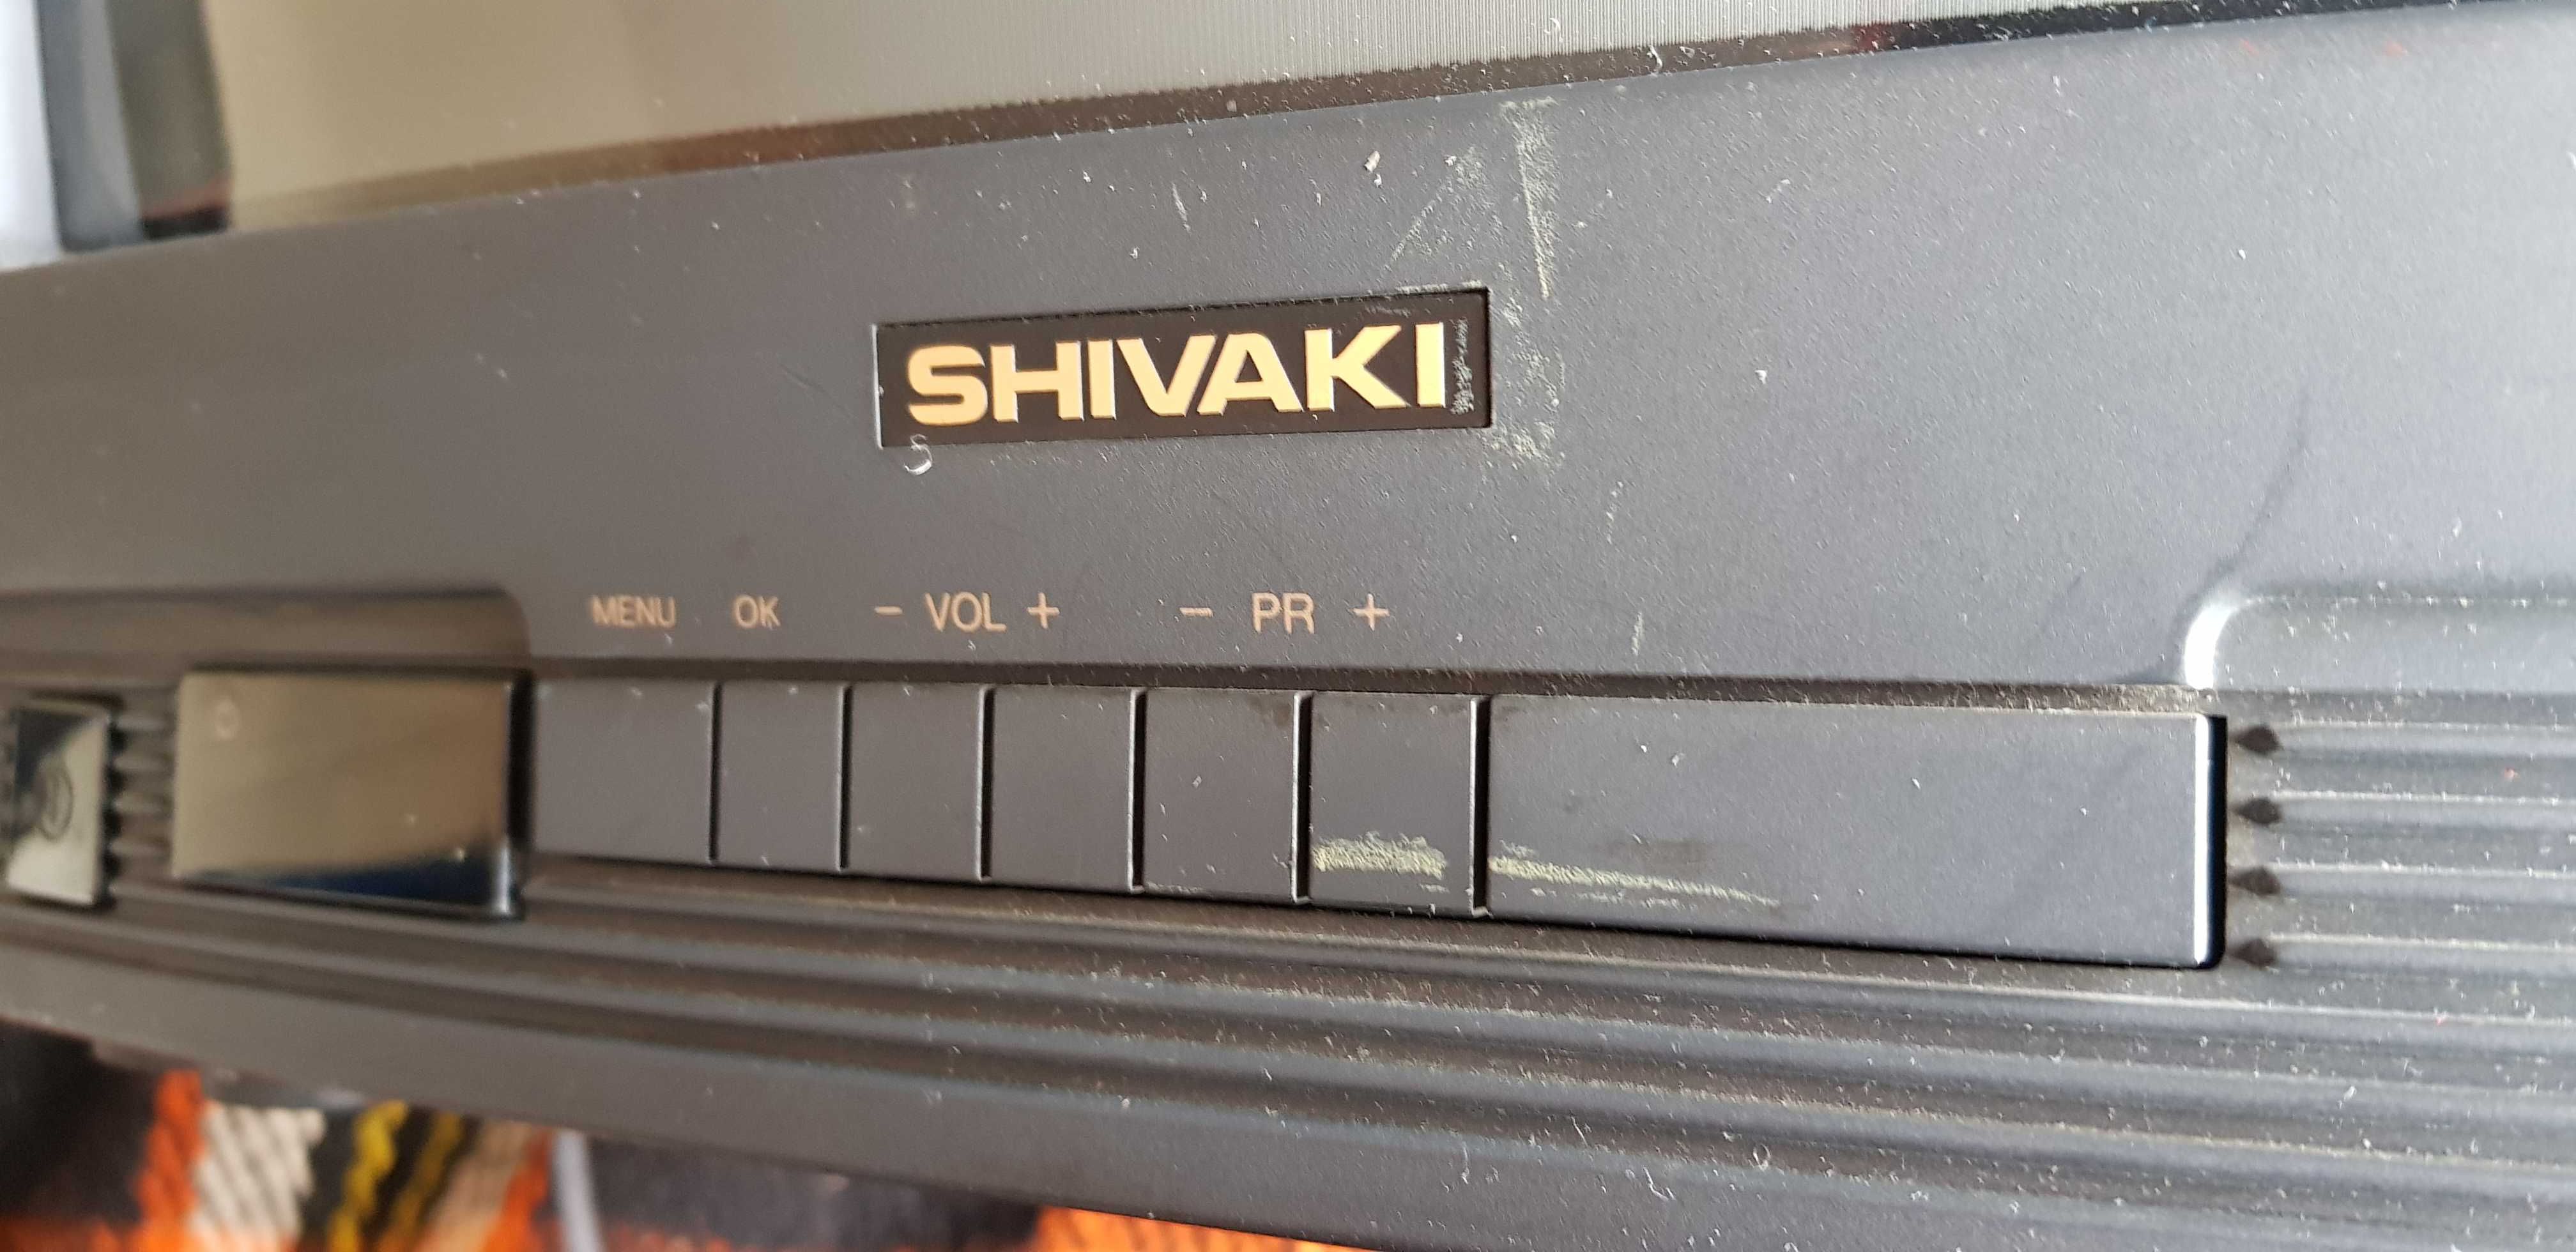 SHIVAKI
MENU OK - VOL + - PR +